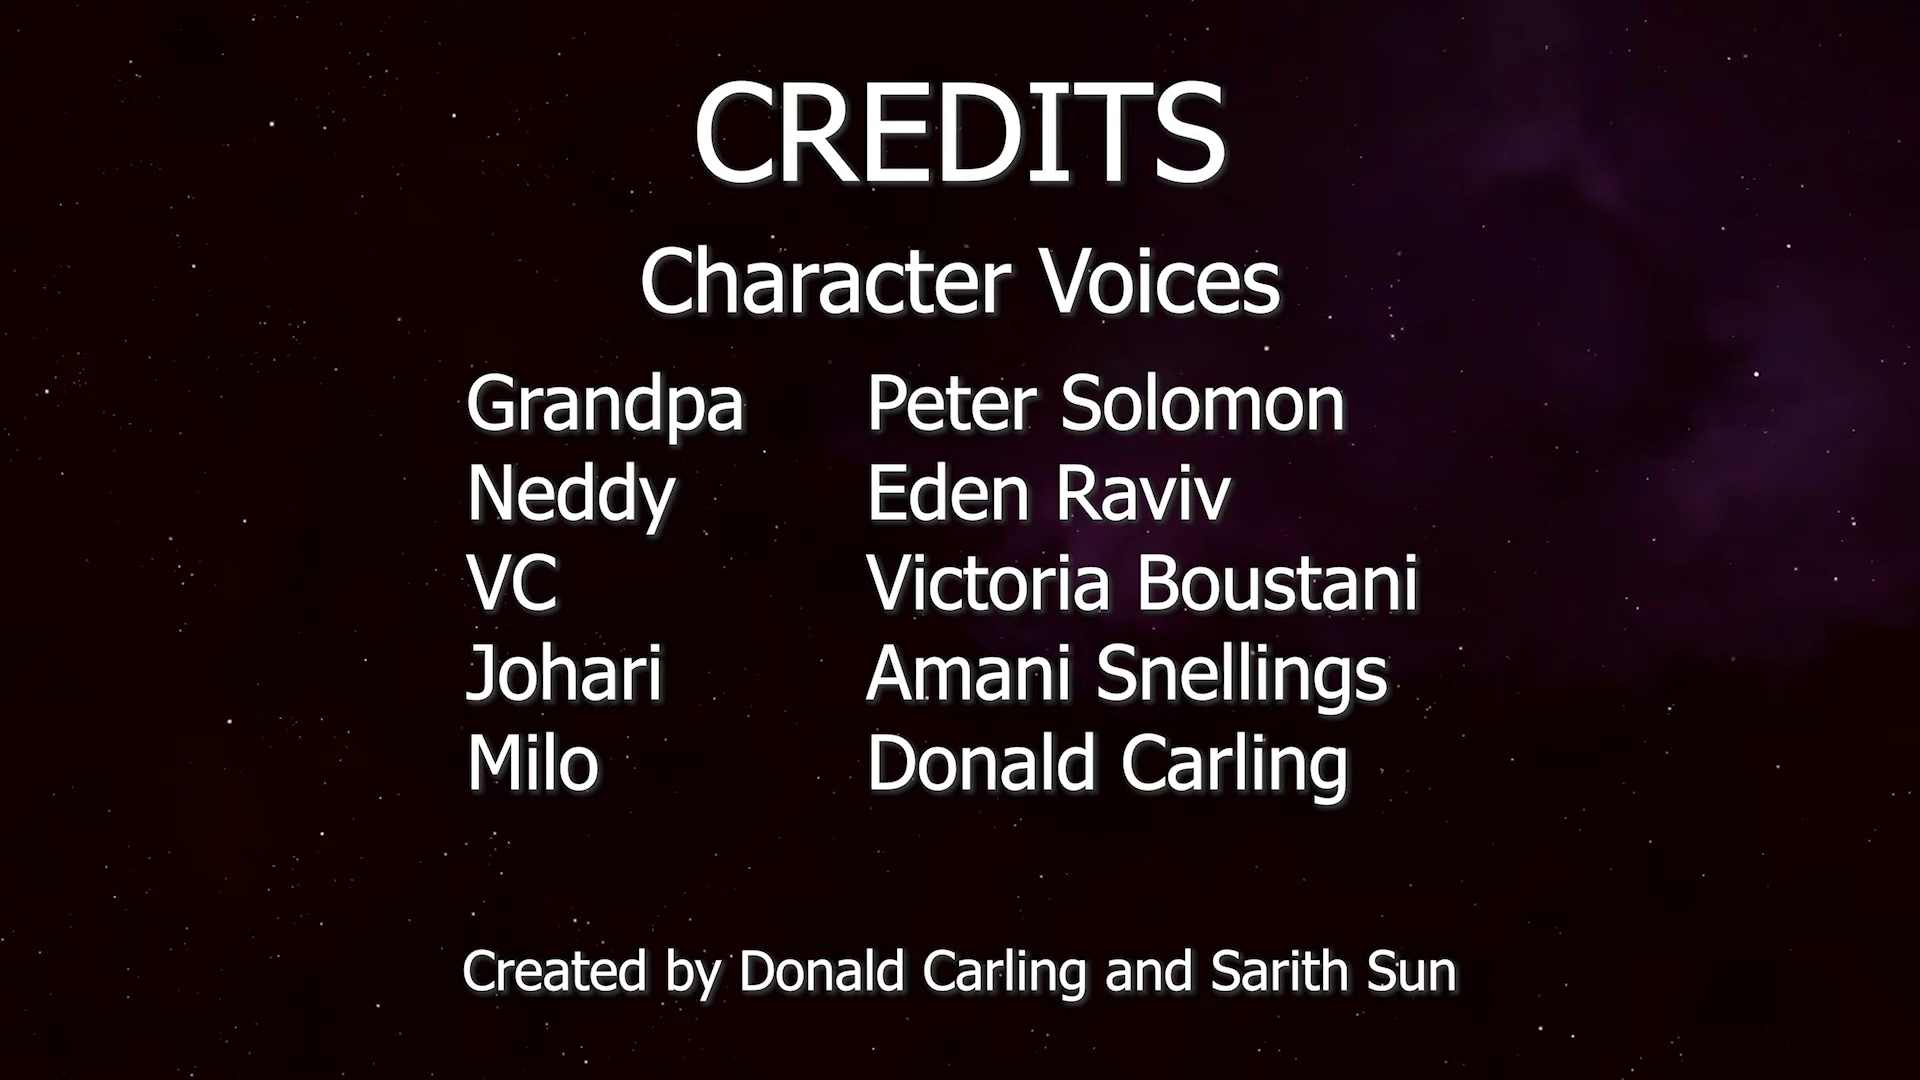 CREDITS
Character Voices
Grandpa Peter Solomon
Neddy Eden Raviv
VC Victoria Boustani
Johari Amani Snellings
Milo Donald Carling
Created by Donald Carling and Sarith Sun